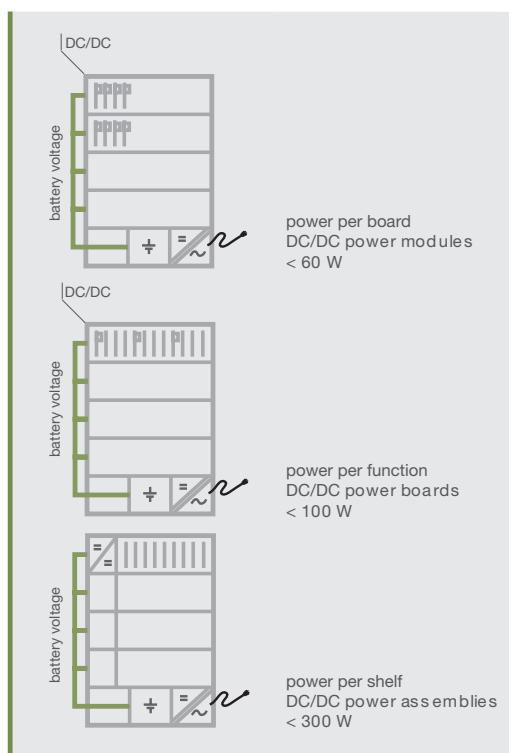 DC/DC
battery voltage
power per board
DC/DC power modules
< 60 W
DC/DC
battery voltage
power per function
DC/DC power boards
< 100 W
battery voltage
power per shelf
DC/DC power assemblies
< 300 W